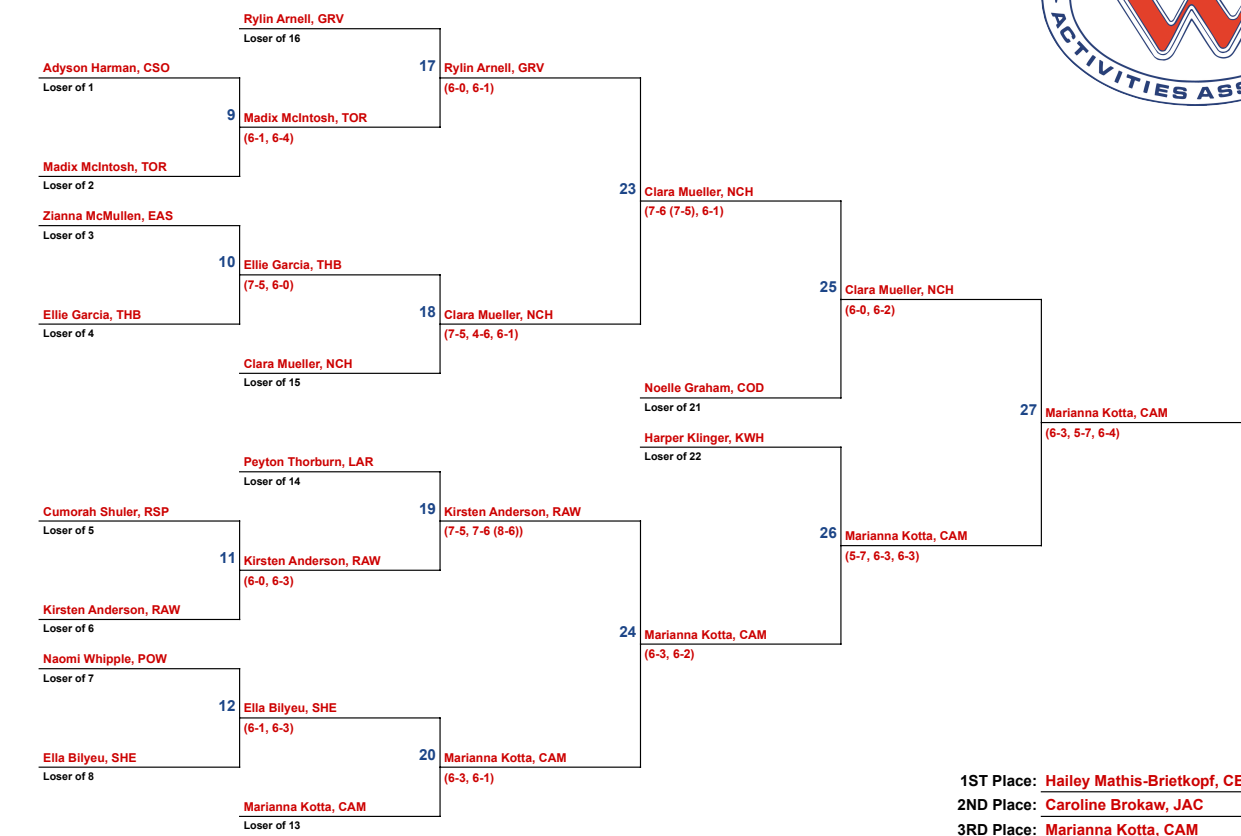 Rylin Arnell, GRV
Loser of 16
Adyson Harman, CSO
Loser of 1
17
Rylin Arnell, GRV
(6-0, 6-1)
9
Madix McIntosh, TOR
(6-1, 6-4)
Madix McIntosh, TOR
Loser of 2
23
Clara Mueller, NCH
(7-6 (7-5), 6-1)
Zianna McMullen, EAS
Loser of 3
10
Ellie Garcia, THB
(7-5, 6-0)
25
Clara Mueller, NCH
(6-0, 6-2)
Ellie Garcia, THB
Loser of 4
18
Clara Mueller, NCH
(7-5, 4-6, 6-1)
Clara Mueller, NCH
Loser of 15
Noelle Graham, COD
Loser of 21
27
Marianna Kotta, CAM
(6-3, 5-7, 6-4)
Harper Klinger, KWH
Loser of 22
Peyton Thorburn, LAR
Loser of 14
Cumorah Shuler, RSP
Loser of 5
19
Kirsten Anderson, RAW
(7-5, 7-6 (8-6))
26
Marianna Kotta, CAM
(5-7, 6-3, 6-3)
11
Kirsten Anderson, RAW
(6-0, 6-3)
Kirsten Anderson, RAW
Loser of 6
24
Marianna Kotta, CAM
(6-3, 6-2)
Naomi Whipple, POW
Loser of 7
12
Ella Bilyeu, SHE
(6-1, 6-3)
Ella Bilyeu, SHE
Loser of 8
20
Marianna Kotta, CAM
(6-3, 6-1)
Marianna Kotta, CAM
Loser of 13
W
ACTIVITIES ASS
1ST Place: Hailey Mathis-Brietkopf, CE
2ND Place: Caroline Brokaw, JAC
3RD Place: Marianna Kotta, CAM